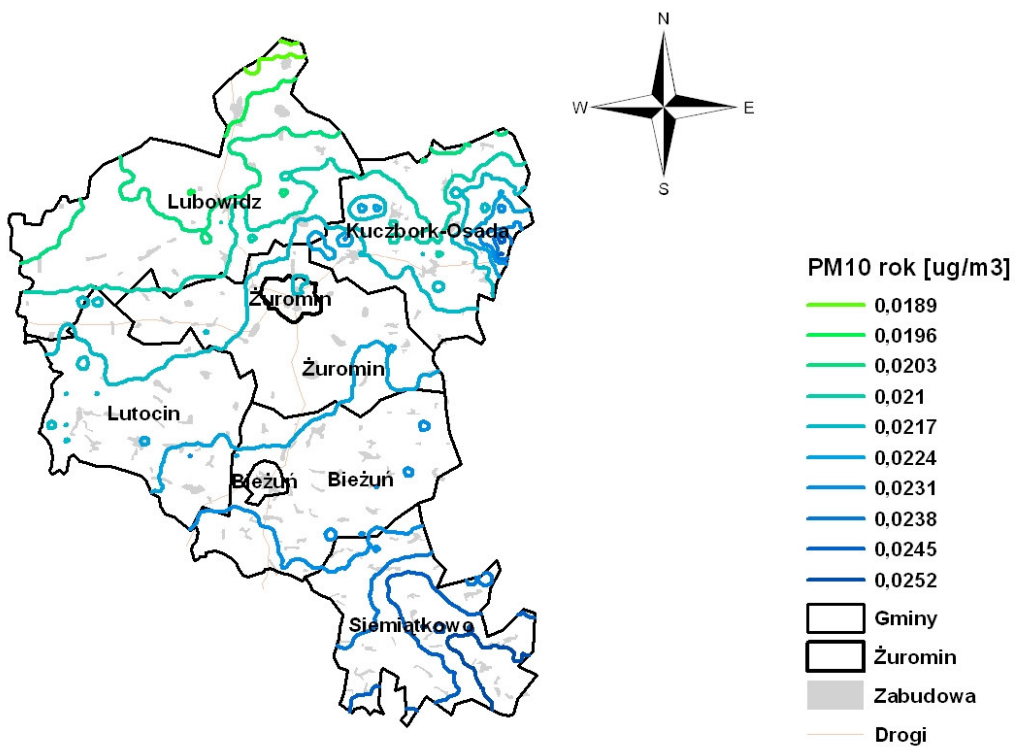 N
W E
S
Lubowidz
Kuczbork-Osada
Żuromin
Żuromin
Lutocin
Bieżuń
Bieżuń
Siemiątkowo
PM10 rok [ug/m3]
0,0189
0,0196
0,0203
0,021
0,0217
0,0224
0,0231
0,0238
0,0245
0,0252
Gminy
Żuromin
Zabudowa
Drogi